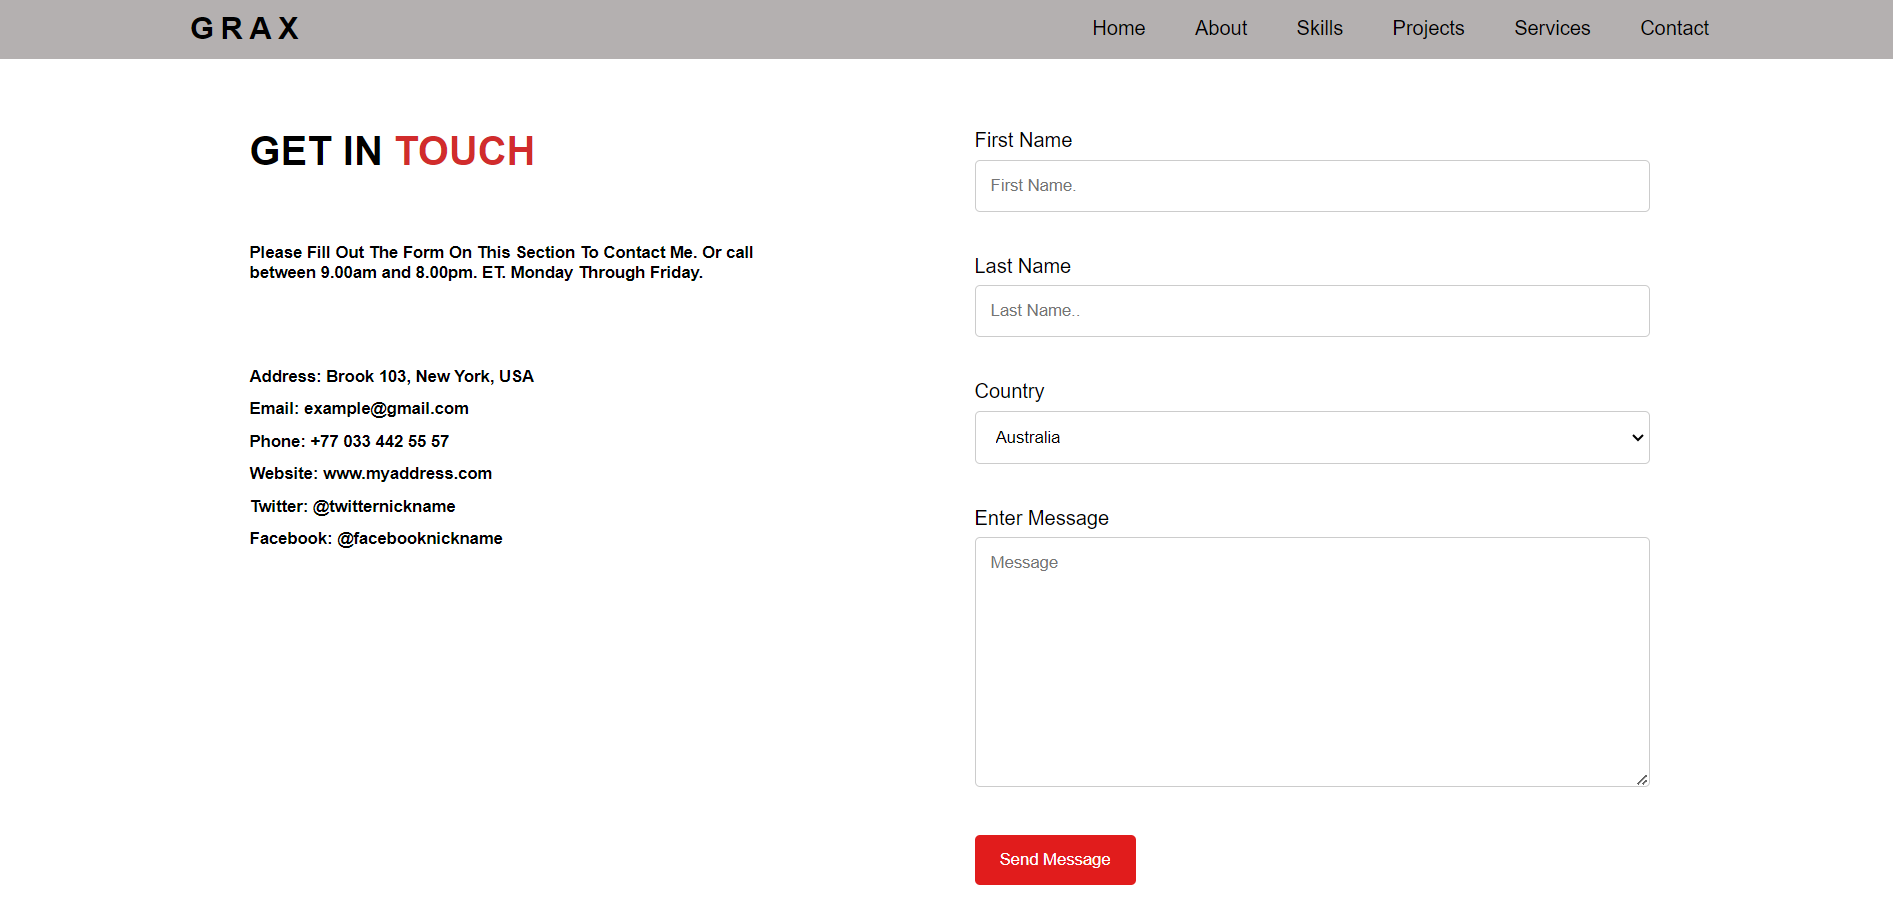 GRAX
Home About Skills Projects Services Contact
GET IN TOUCH
Please Fill Out The Form On This Section To Contact Me. Or call
between 9.00am and 8.00pm. ET. Monday Through Friday.
Address: Brook 103, New York, USA
Email: example@gmail.com
Phone: +77 033 442 55 57
Website: www.myaddress.com
Twitter: @twitternickname
Facebook: @facebooknickname
First Name
First Name.
Last Name
Last Name..
Country
Australia
Enter Message
Message
Send Message